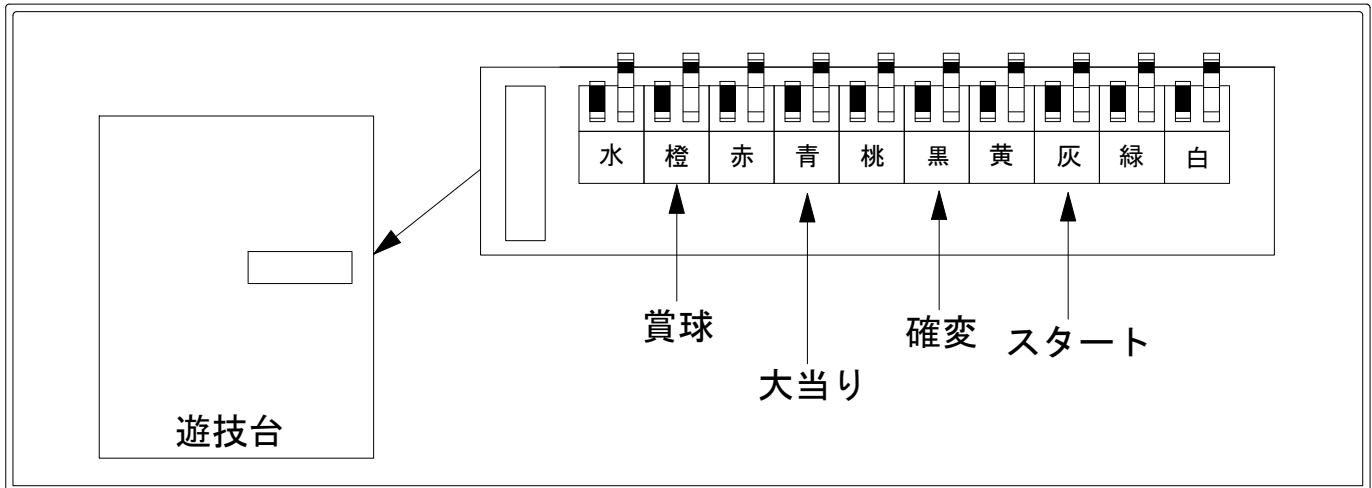 水 橙 赤 青 桃 黒 黄 灰 緑 白
賞球
大当り
確変
スタート
遊技台